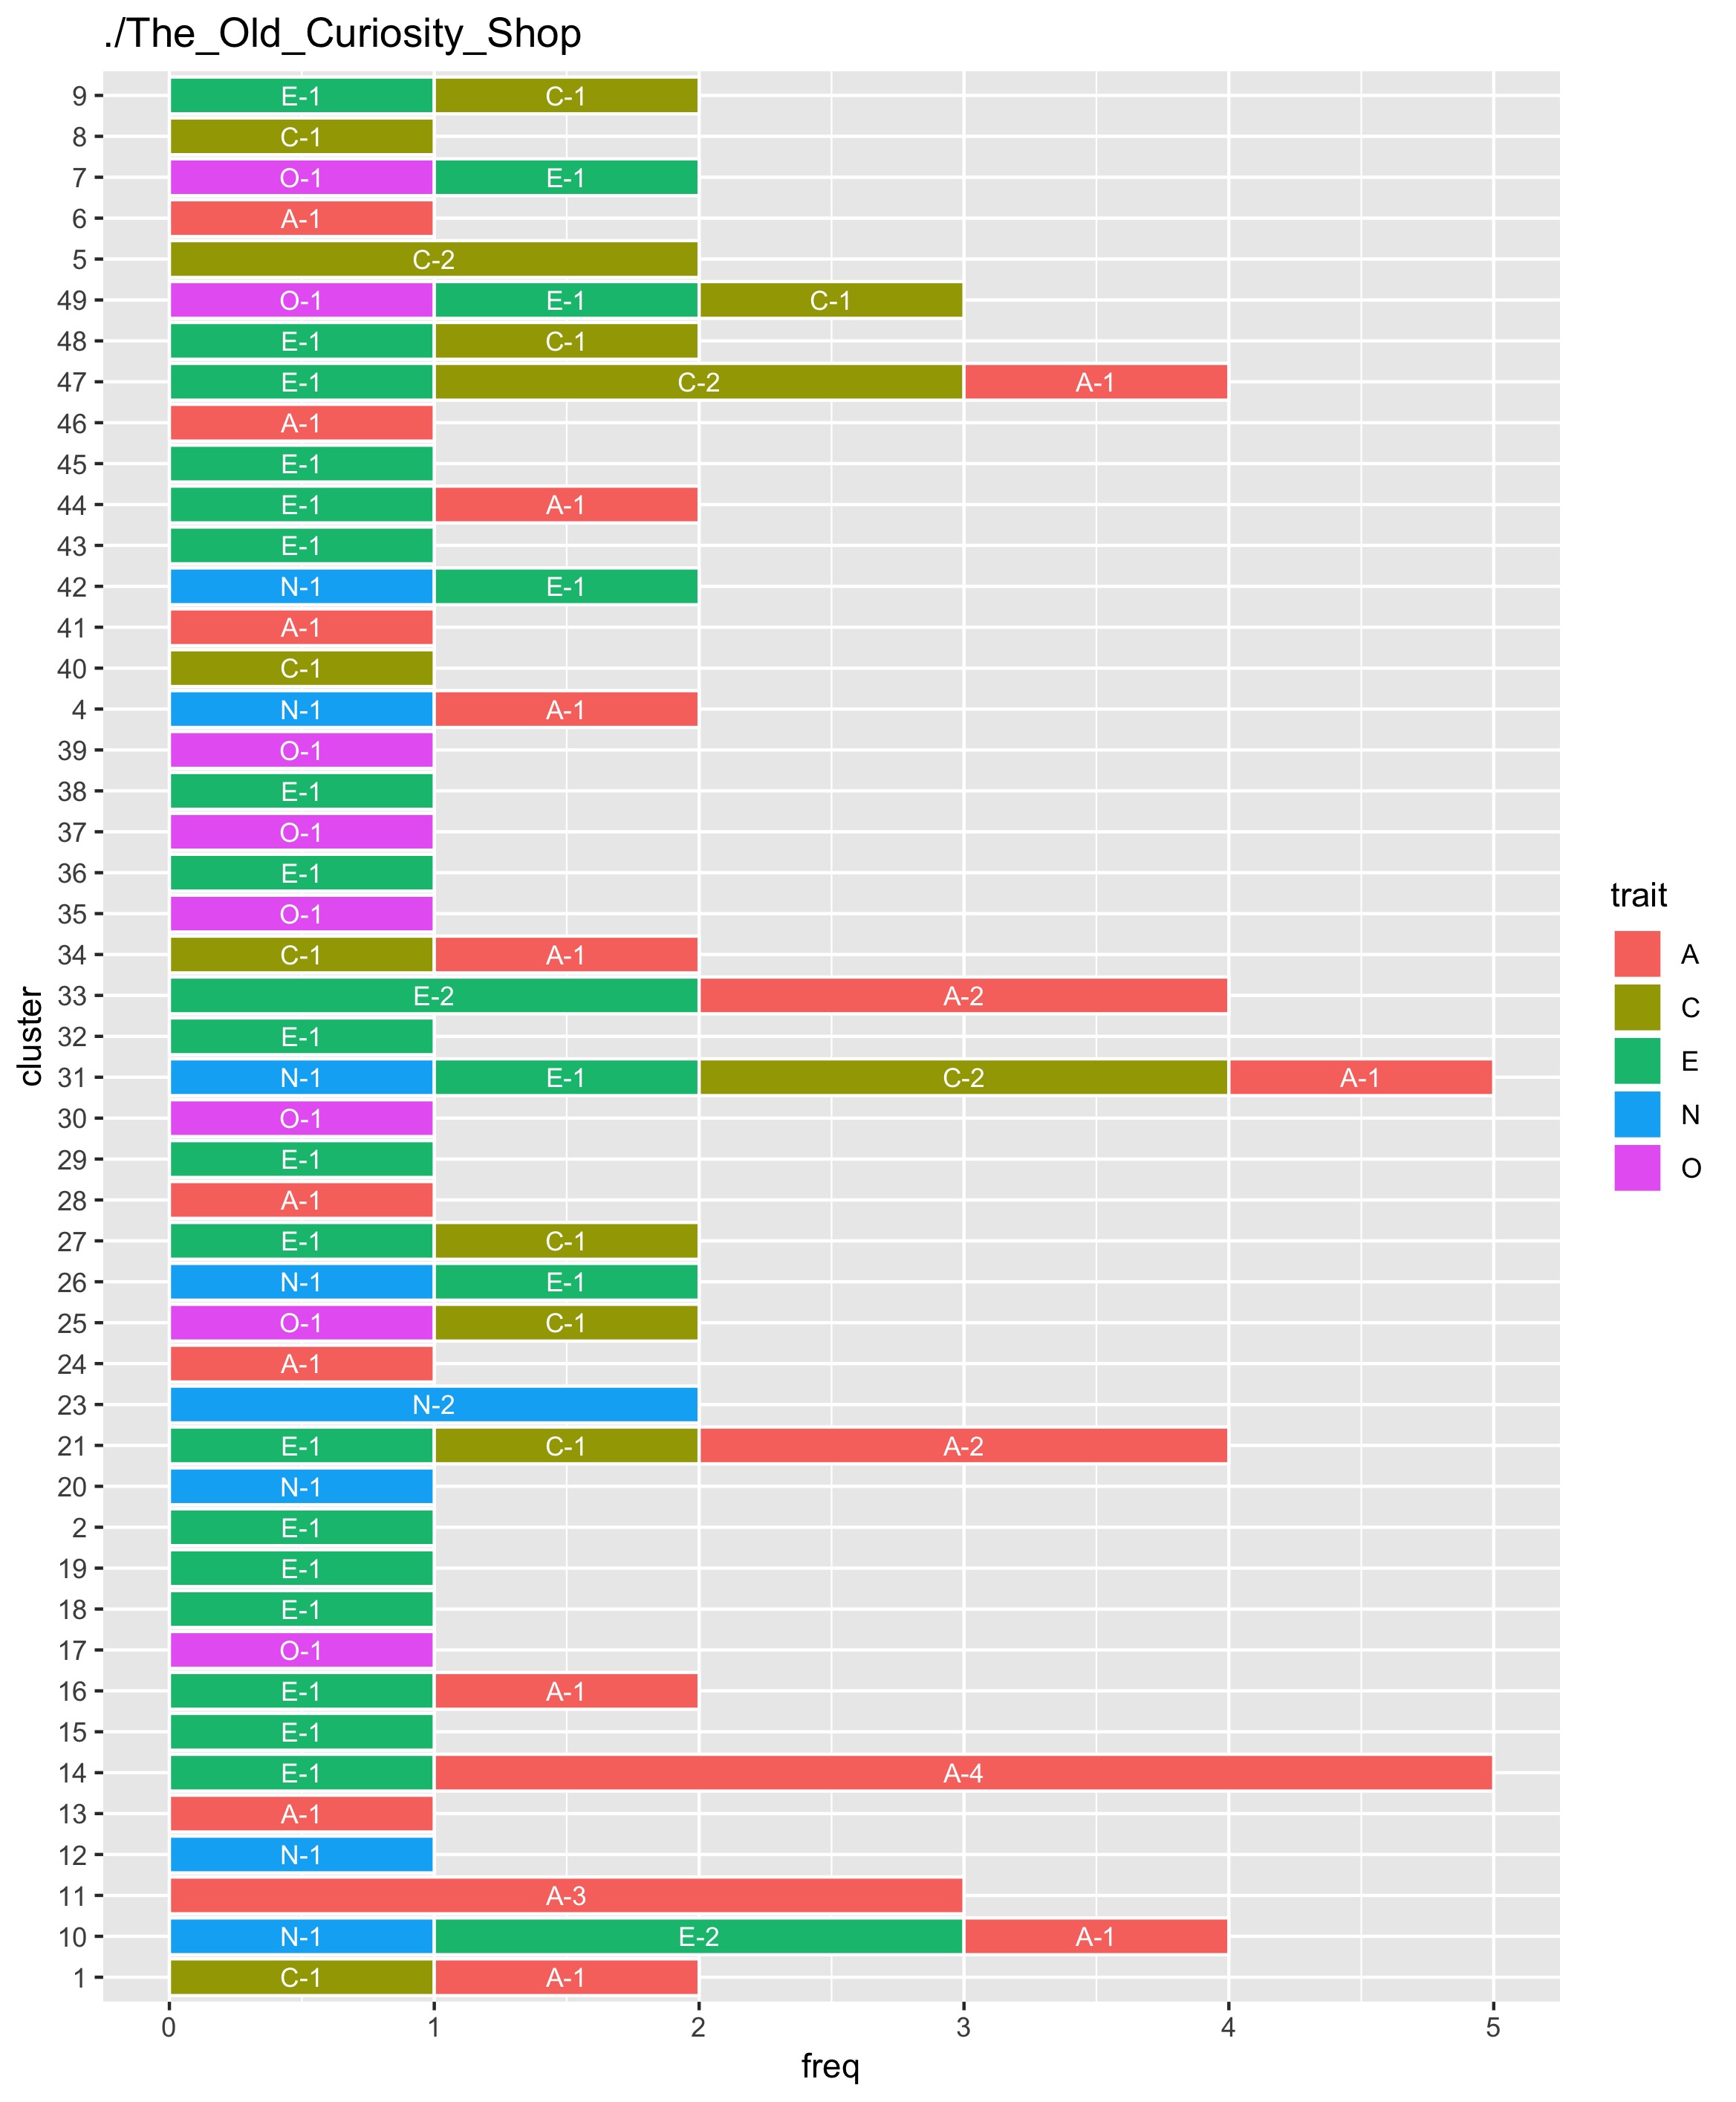 ./The_Old_Curiosity_Shop
9 E-1 C-1
8 C-1
7 O-1 E-1
6 A-1
5 C-2
49 O-1 E-1 C-1
48 E-1 C-1
47 E-1 C-2 A-1
46 A-1
45 E-1
44 E-1 A-1
43 E-1
42 N-1 E-1
41 A-1
40 C-1
4 N-1 A-1
39 O-1
38 E-1
37 O-1
36 E-1
35 O-1
34 C-1 A-1
33 E-2 A-2
32 E-1
31 N-1 E-1 C-2 A-1
30 O-1
29 E-1
28 A-1
27 E-1 C-1
26 N-1 E-1
25 O-1 C-1
24 A-1
23 N-2
21 E-1 C-1 A-2
20 N-1
2 E-1
19 E-1
18 E-1
17 O-1
16 E-1 A-1
15 E-1
14 E-1 A-4
13 A-1
12 N-1
11 A-3
10 N-1 E-2 A-1
1 C-1 A-1
0 1 2 3 4 5
freq
cluster
trait
A
C
E
N
O